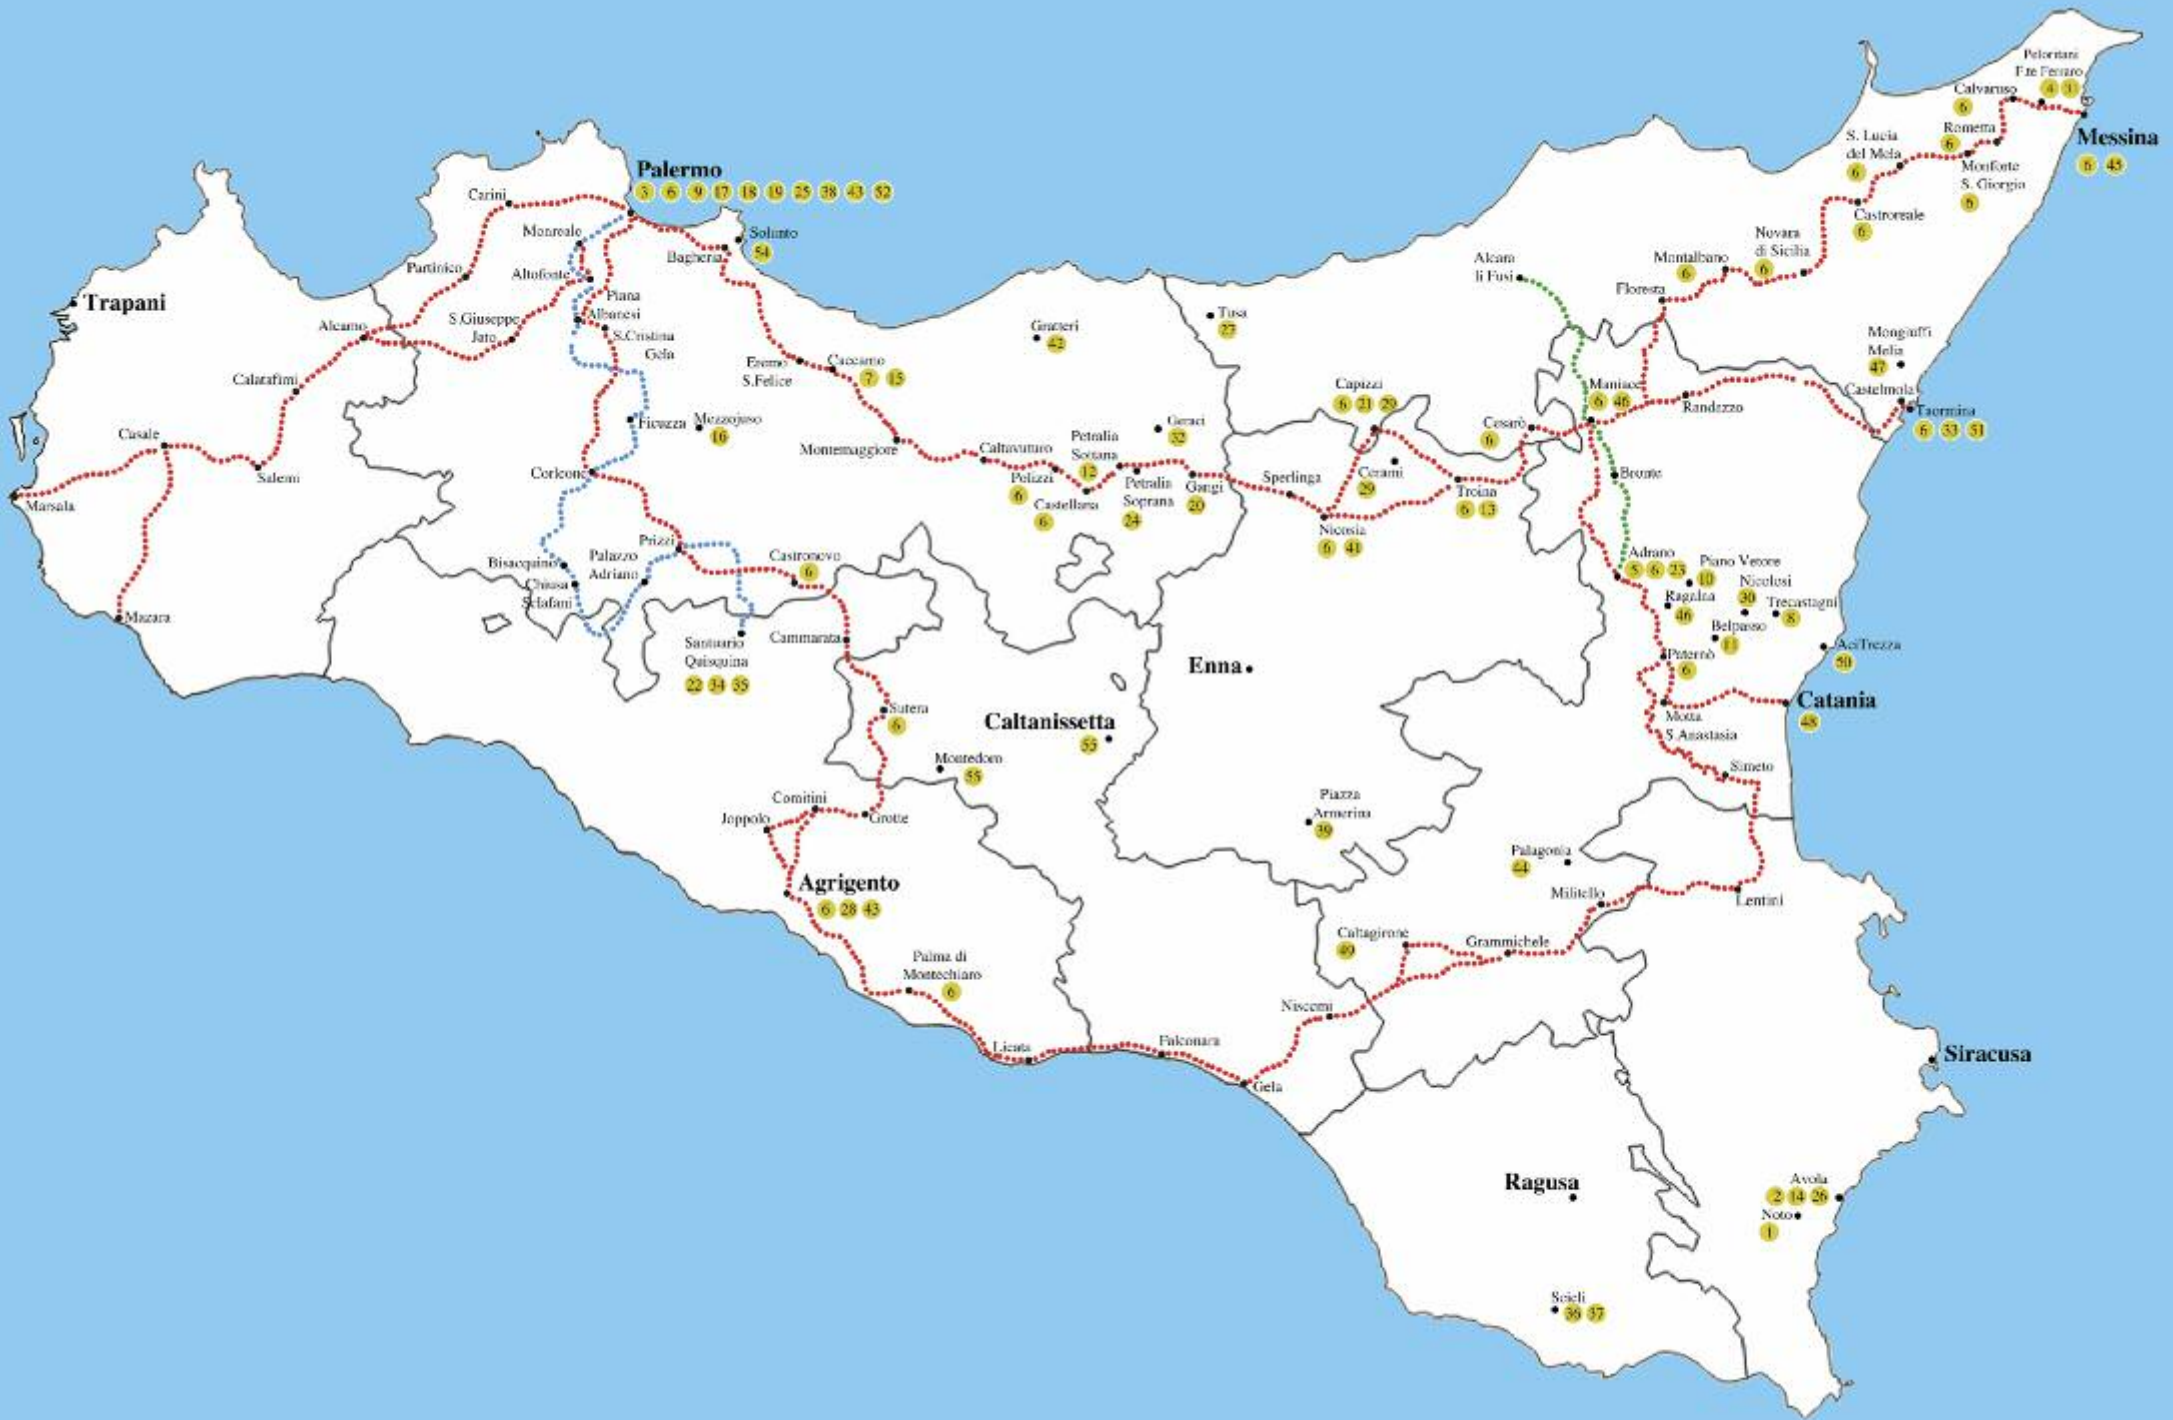 Peloritani
F.te Ferraro
4
Calvaruso
6
Messina
6 45
Rometta
6
S. Lucia
del Mela
6
Monforte
S. Giorgio
6
Palermo
3 6 9 17 18 19 25 38 43 52
Carini
Castroreale
6
Monreale
Solunto
54
Bagheria
Novara
di Sicilia
6
Montalbano
6
Alcara
li Fusi
Partinico
Altofonte
Floresta
Trapani
Piana
Albanesi
Tusa
27
Alcamo
S.Giuseppe
Jato
S.Cristina
Gela
Gratteri
42
Mongiuffi
Melia
47
Eremo
S.Felice
Caccamo
7 15
Calatafimi
Capizzi
6 21 29
Maniace
6 46
Castelmola
Randazzo
Taormina
6 33 51
Ficuzza
Mezzojuso
16
Geraci
32
Cesarò
6
Casale
Montemaggiore
Caltavuturo
Petralia
Sottana
12
Corleone
Salemi
Polizzi
6
Castellana
6
Petralia
Soprana
24
Gangi
20
Sperlinga
Cerami
29
Troina
6 13
Bronte
Marsala
Nicosia
6 41
Prizzi
Bisacquino
Palazzo
Adriano
Castronovo
6
Chiusa
Sclafani
Adrano
5 6 23
Piano Vetore
10
Nicolosi
30
Ragalna
46
Trecastagni
8
Mazara
Belpasso
11
Santuario
Quisquina
22 34 35
Cammarata
Enna
Paternò
6
AciTrezza
50
Sutera
6
Caltanissetta
55
Catania
48
Motta
S.Anastasia
Montedoro
55
Simeto
Comitini
Joppolo
Grotte
Piazza
Armerina
39
Palagonia
44
Agrigento
6 28 43
Militello
Lentini
Caltagirone
49
Grammichele
Palma di
Montechiaro
6
Niscemi
Licata
Falconara
Gela
Siracusa
Ragusa
Avola
2 14 26
Noto
1
Scicli
36 37